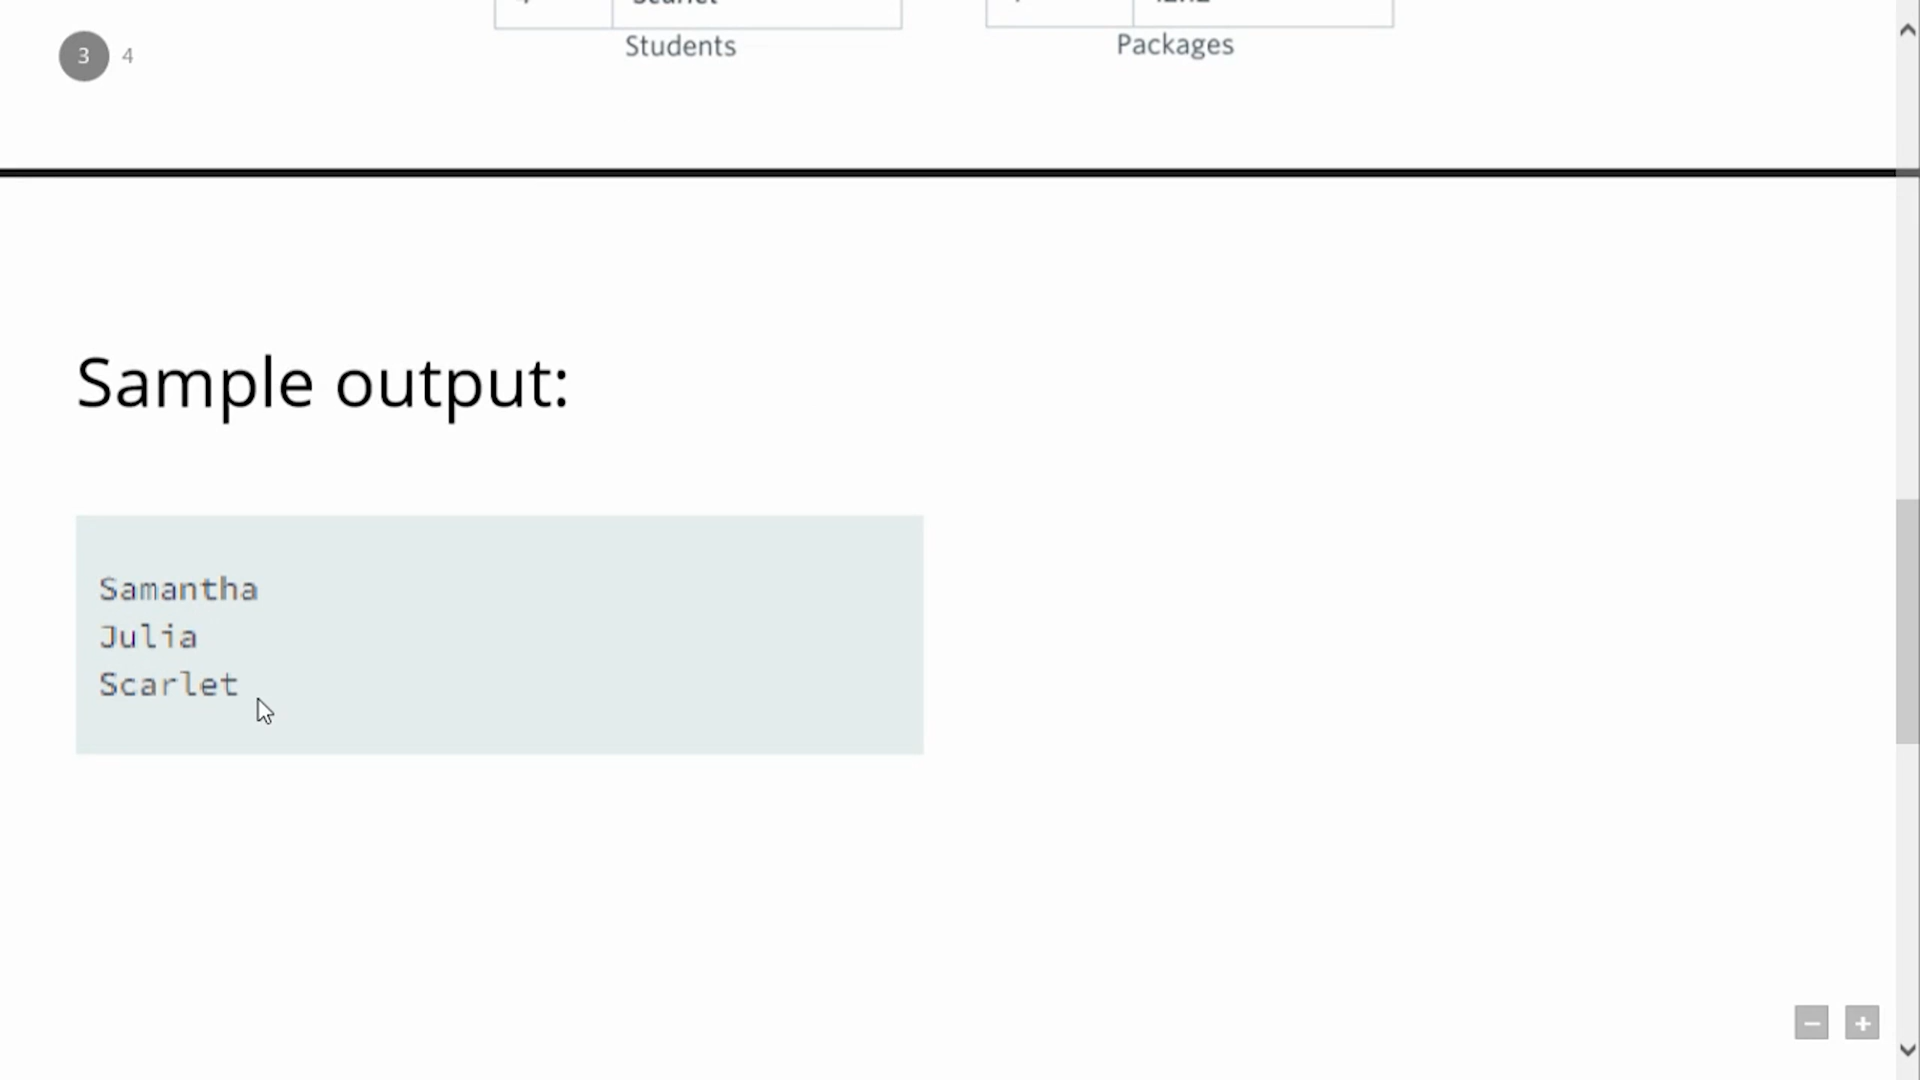 Students
Packages
3 4
Sample output:
Samantha
Julia
Scarlet